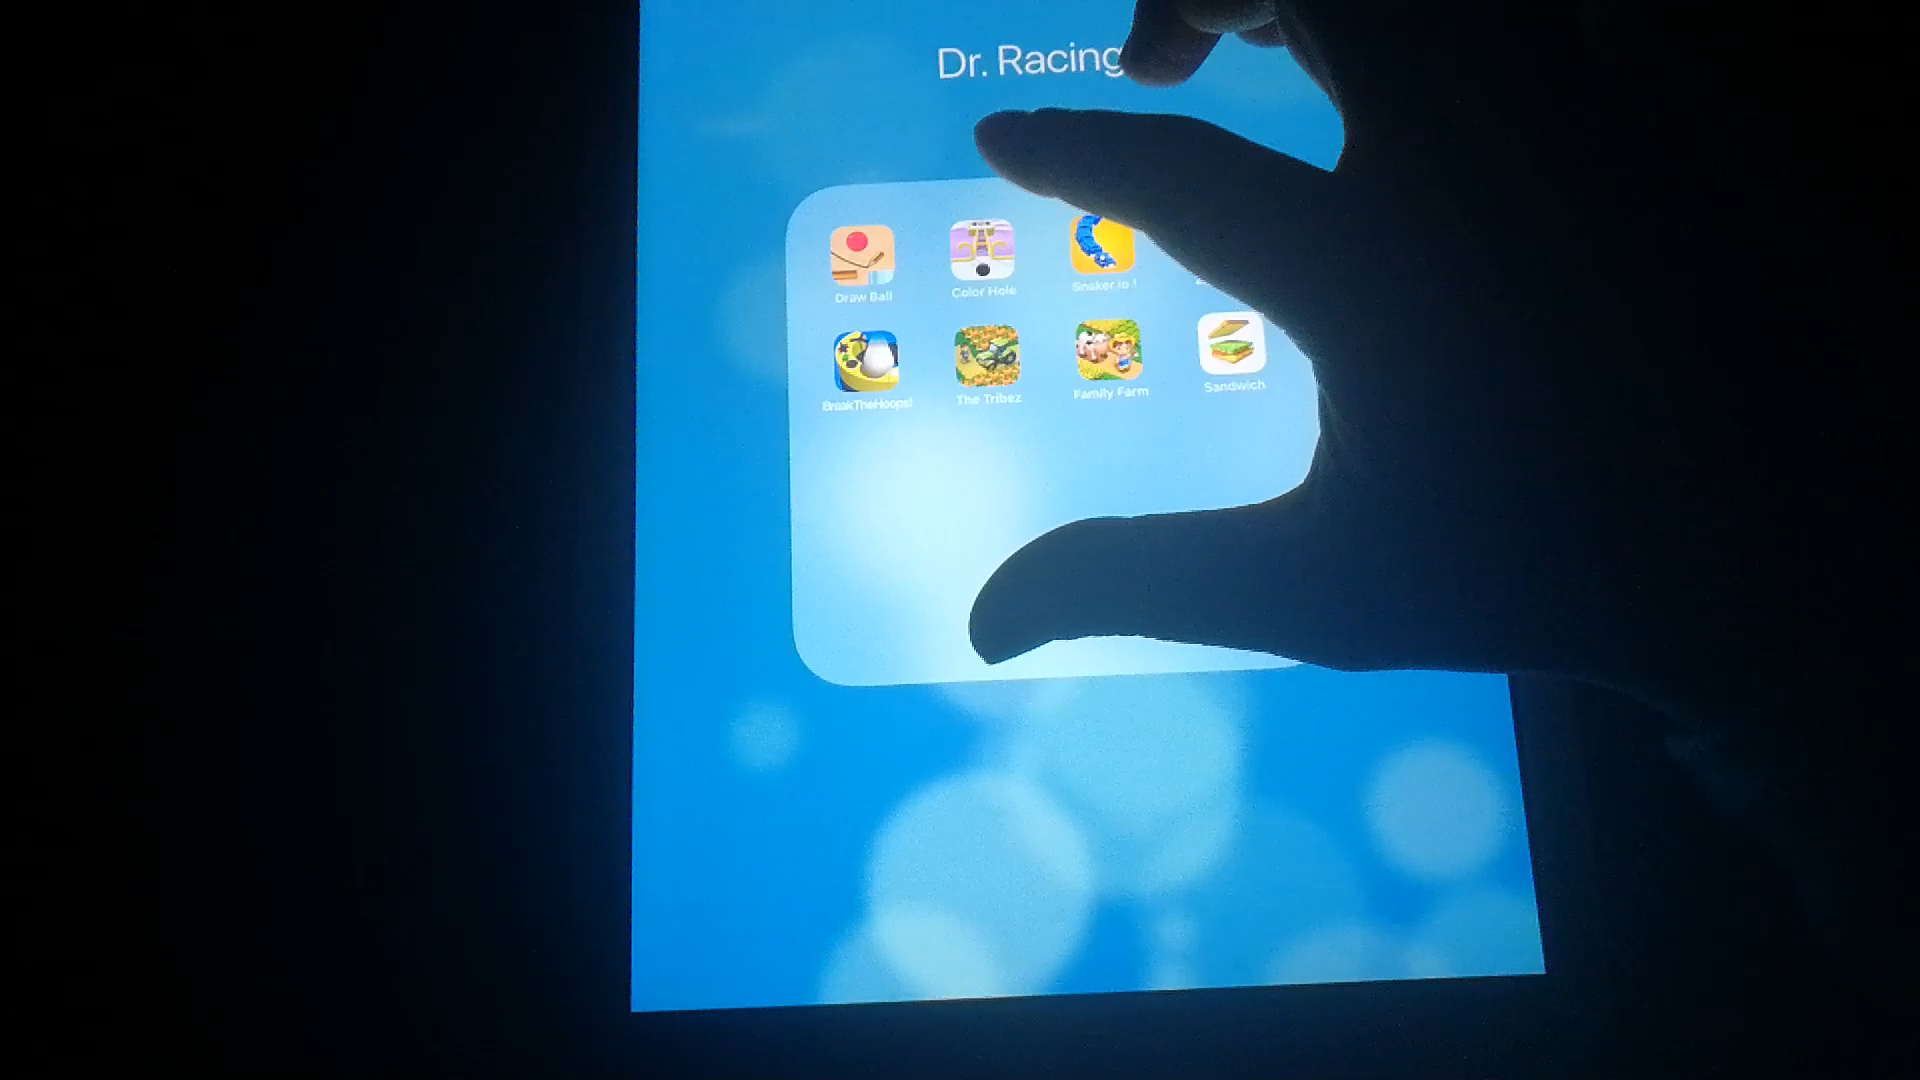 Dr. Racing
Draw Ball
Color Hole
Snaker.io !
BreakTheHoops!
The Tribez
Family Farm
Sandwich